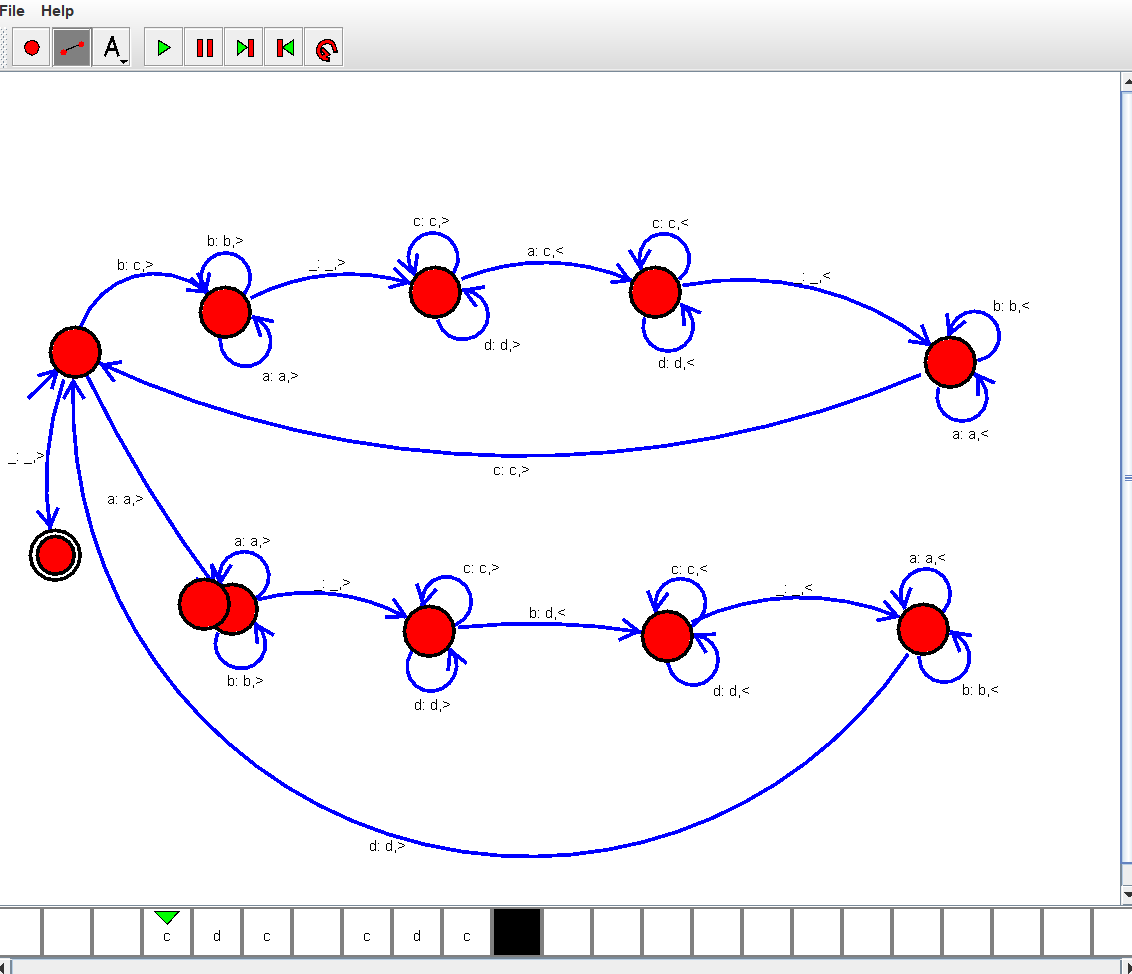 File Help
A
b: b,>
c: c,>
c: c,<
b: c,>
_: _,>
a: c,<
_: _,<
b: b,<
a: a,>
d: d,>
d: d,<
a: a,<
c: c,>
_: _,>
a: a,>
a: a,>
_: _,>
c: c,>
b: d,<
c: c,<
_: _,<
a: a,<
b: b,>
d: d,>
d: d,<
b: b,<
d: d,>
c d c c d c